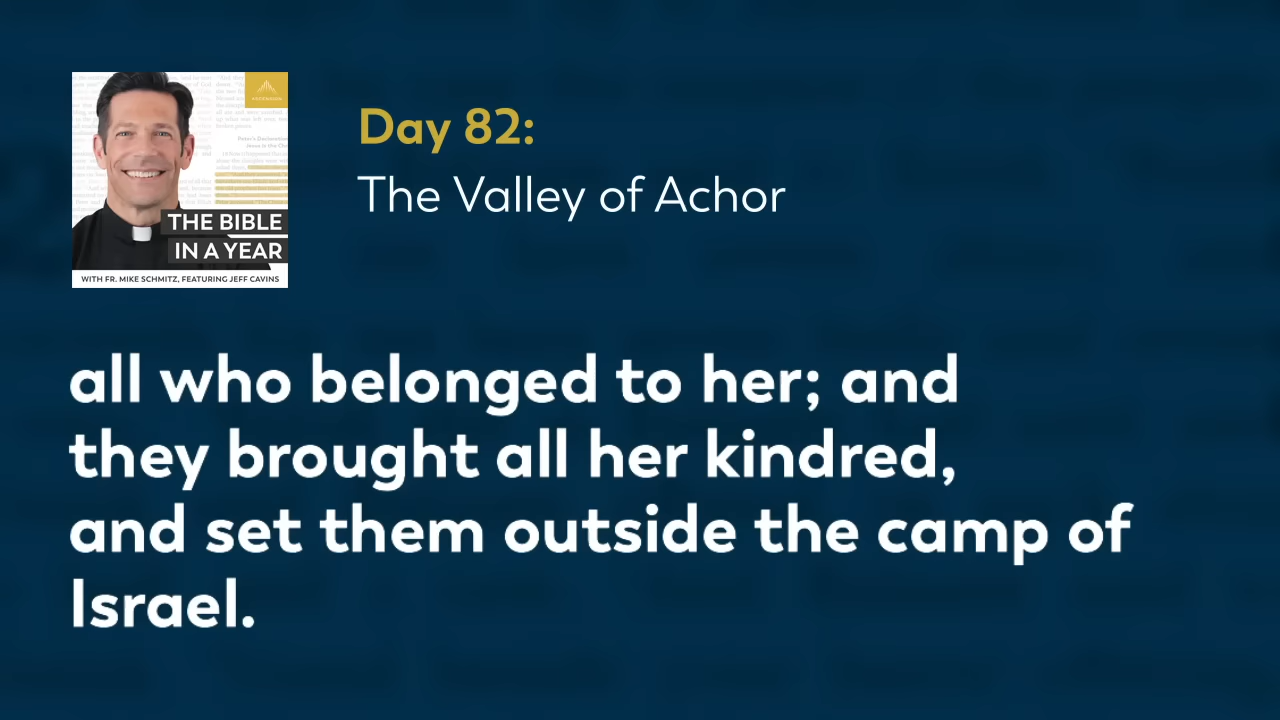 THE BIBLE
IN A YEAR
WITH FR. MIKE SCHMITZ, FEATURING JEFF CAVINS
Day 82:
The Valley of Achor
all who belonged to her; and
they brought all her kindred,
and set them outside the camp of
Israel.